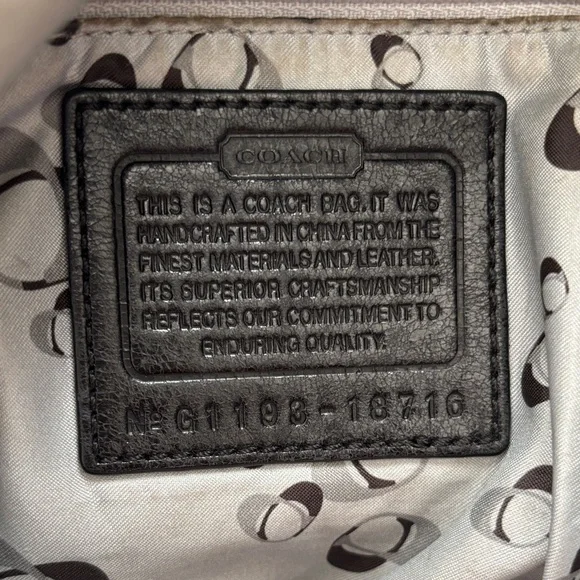 COACH
THIS IS A COACH BAG. IT WAS
HANDCRAFTED IN CHINA FROM THE
FINEST MATERIALS AND LEATHER.
ITS SUPERIOR CRAFTSMANSHIP
REFLECTS OUR COMMITMENT TO
ENDURING QUALITY.
No G1193-18716